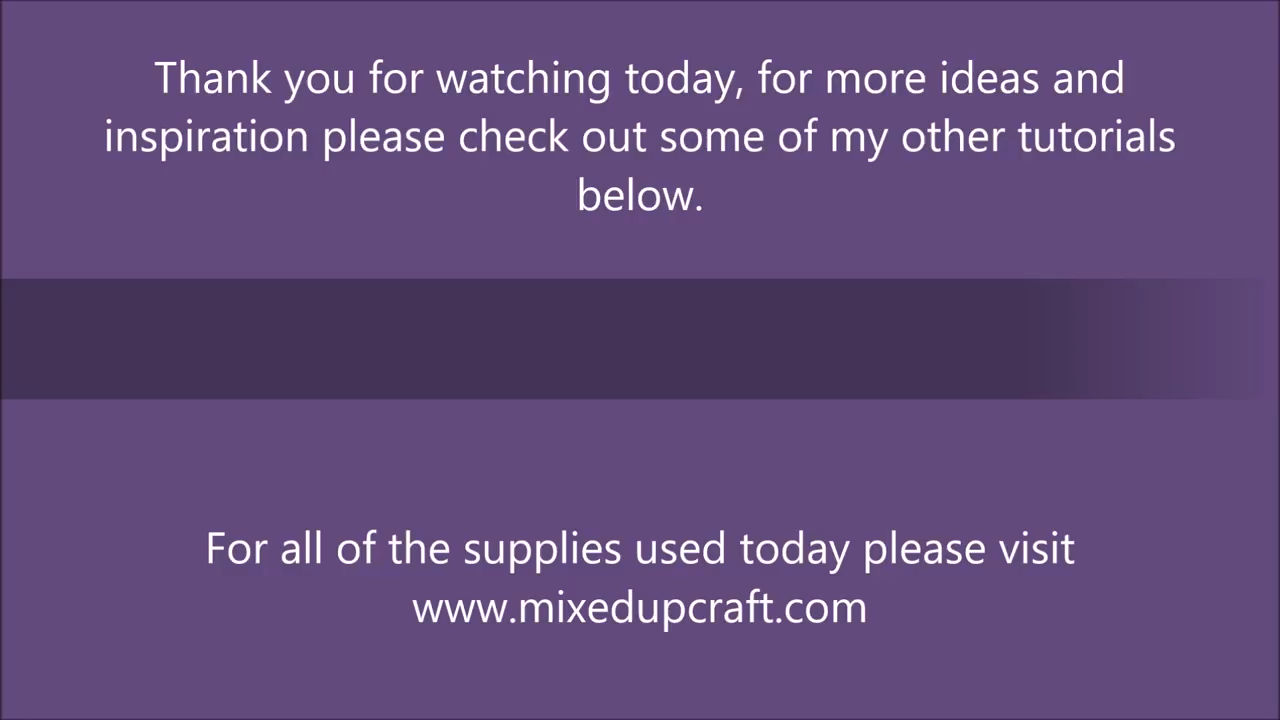 Thank you for watching today, for more ideas and
inspiration please check out some of my other tutorials
below.
For all of the supplies used today please visit
www.mixedupcraft.com